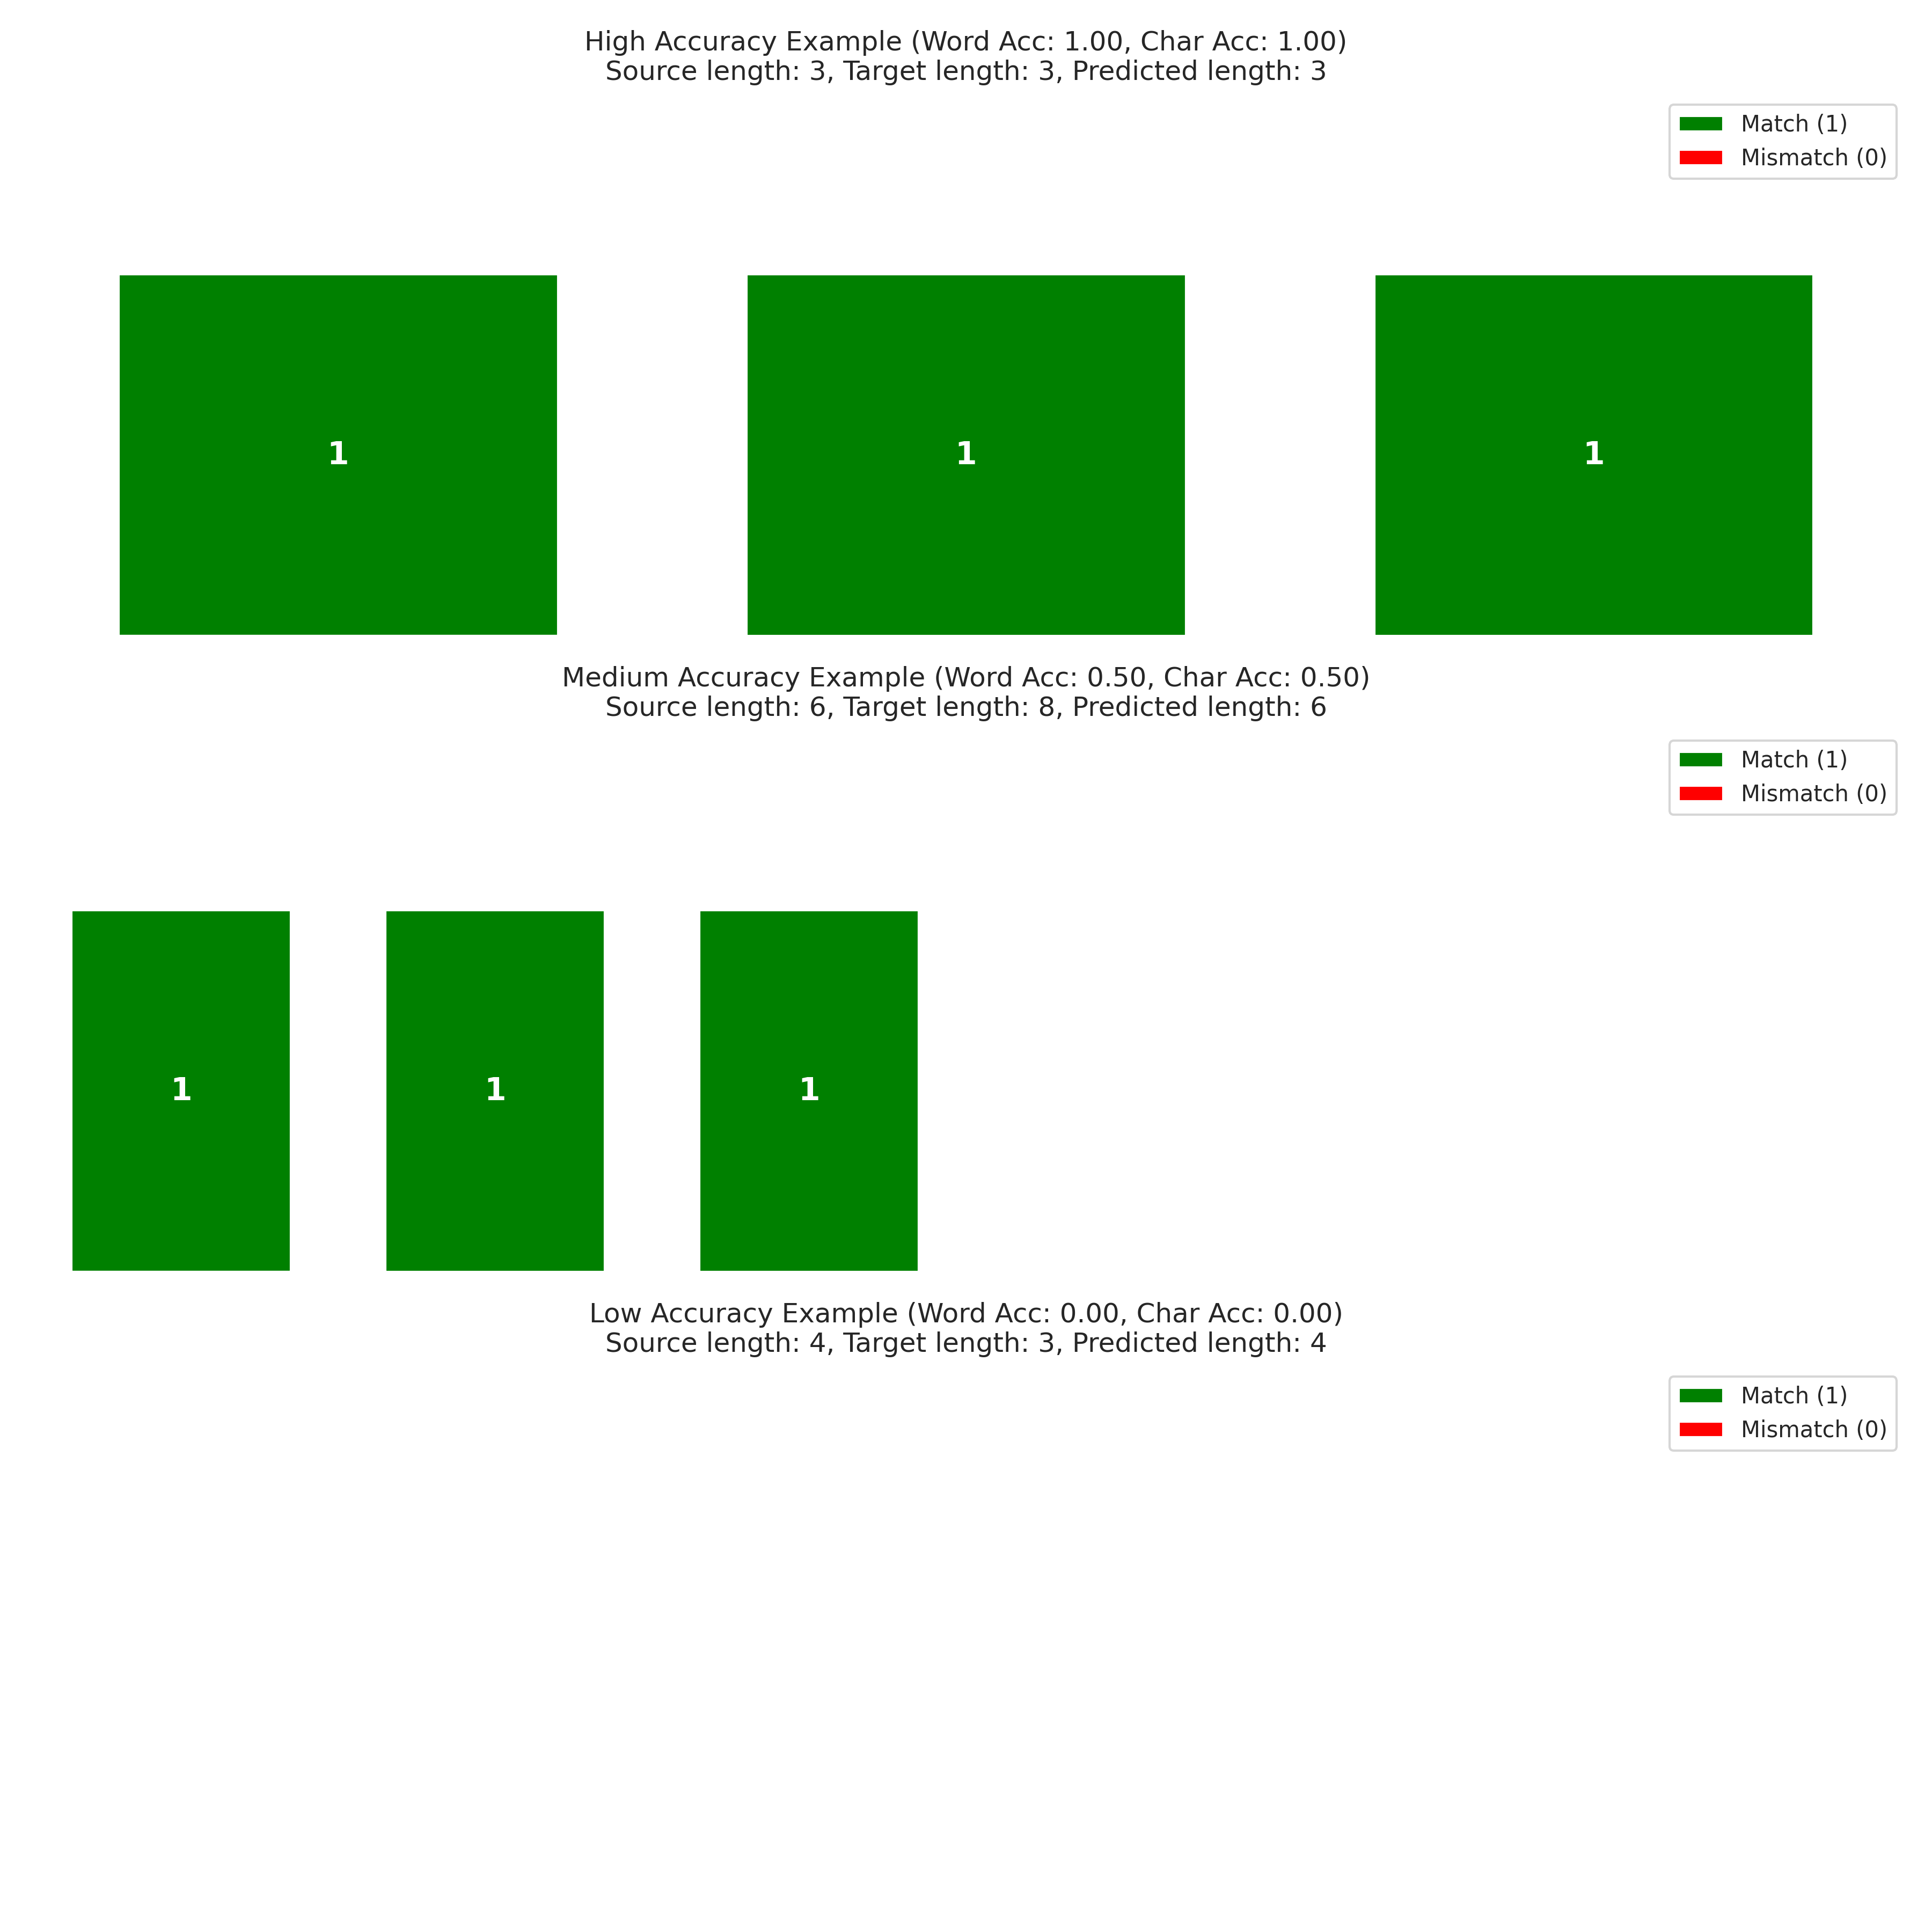 High Accuracy Example (Word Acc: 1.00, Char Acc: 1.00)
Source length: 3, Target length: 3, Predicted length: 3
Match (1)
Mismatch (0)
1 1 1
Medium Accuracy Example (Word Acc: 0.50, Char Acc: 0.50)
Source length: 6, Target length: 8, Predicted length: 6
Match (1)
Mismatch (0)
1 1 1
Low Accuracy Example (Word Acc: 0.00, Char Acc: 0.00)
Source length: 4, Target length: 3, Predicted length: 4
Match (1)
Mismatch (0)